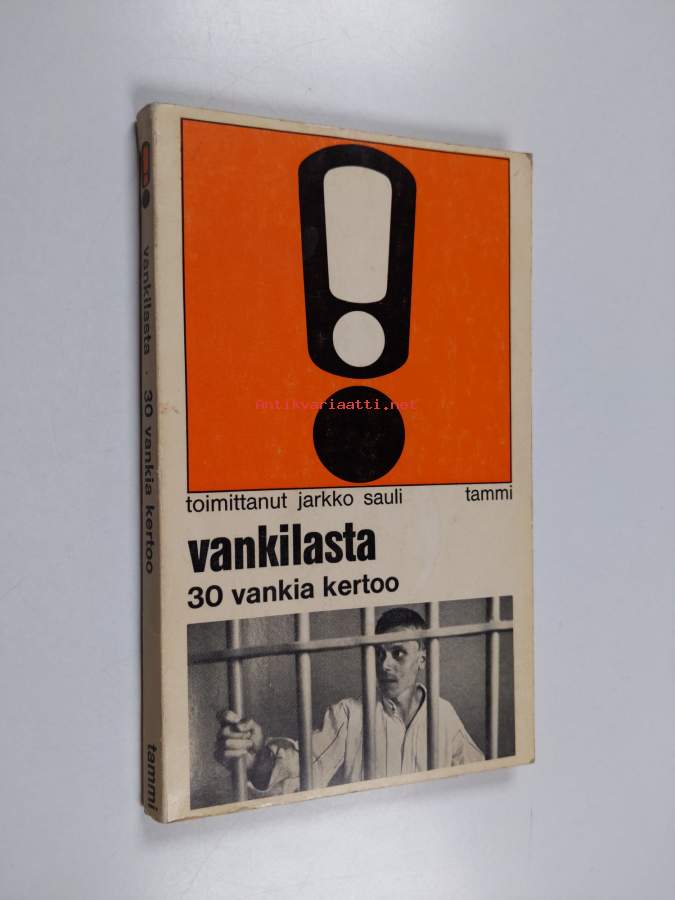 Antikvariaatti.net
toimittanut jarkko sauli tammi
vankilasta
30 vankia kertoo
vankilasta · 30 vankia kertoo
tammi